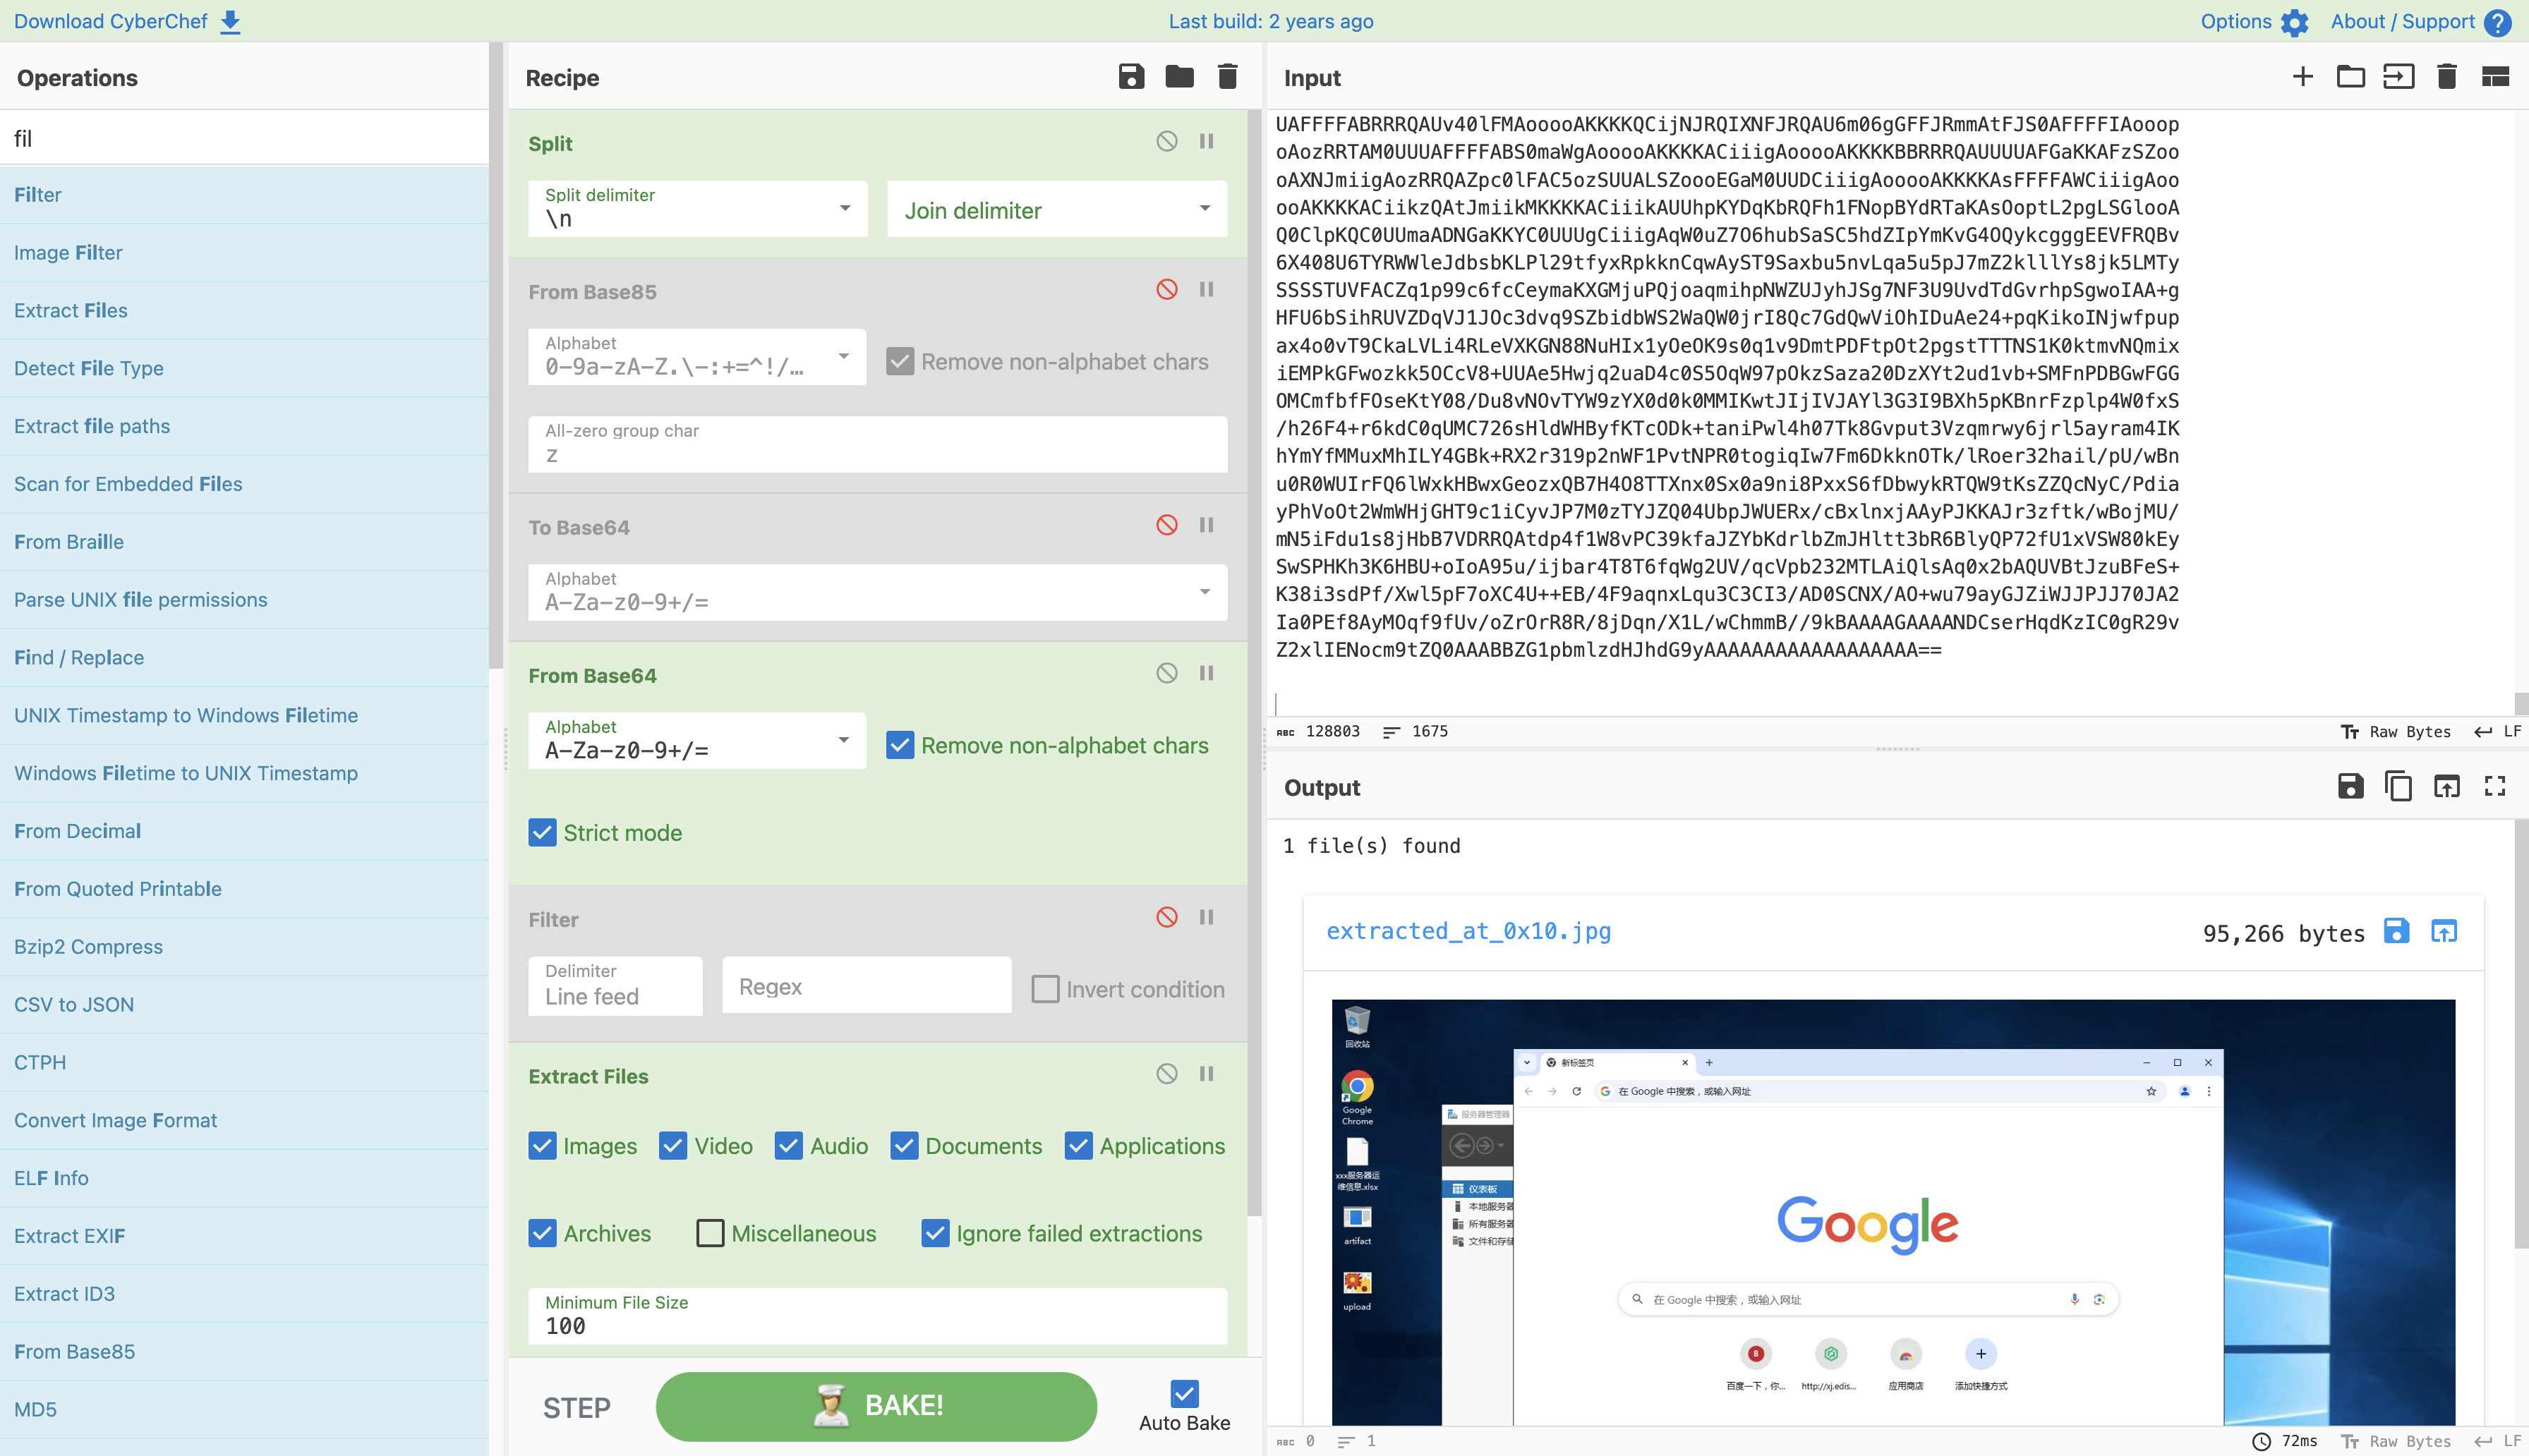 Download CyberChef
Last build: 2 years ago
Options
About / Support
Operations
fil
Filter
Image Filter
Extract Files
Detect File Type
Extract file paths
Scan for Embedded Files
From Braille
Parse UNIX file permissions
Find / Replace
UNIX Timestamp to Windows Filetime
Windows Filetime to UNIX Timestamp
From Decimal
From Quoted Printable
Bzip2 Compress
CSV to JSON
CTPH
Convert Image Format
ELF Info
Extract EXIF
Extract ID3
From Base85
MD5
Recipe
Split
Split delimiter
\n
Join delimiter
From Base85
Alphabet
0-9a-zA-Z.\-:+=^!/…
Remove non-alphabet chars
All-zero group char
z
To Base64
Alphabet
A-Za-z0-9+/=
From Base64
Alphabet
A-Za-z0-9+/=
Remove non-alphabet chars
Strict mode
Filter
Delimiter
Line feed
Regex
Invert condition
Extract Files
Images
Video
Audio
Documents
Applications
Archives
Miscellaneous
Ignore failed extractions
Minimum File Size
100
STEP
BAKE!
Auto Bake
Input
UAFFFFABRRRQAUv40lFMAooooAKKKKQCijNJRQIXNFJRQAU6m06gGFFJRmmAtFJS0AFFFFIAooop
oAozRRTAM0UUUAFFFFABS0maWgAooooAKKKKACiiigAooooAKKKKBBRRRQAUUUUAFGaKKAFzSZoo
oAXNJmiigAozRRQAZpc0lFAC5ozSUUALSZoooEGaM0UUDCiiigAooooAKKKKAsFFFFAWCiiigAoo
ooAKKKKACiikzQAtJmiikMKKKKACiiikAUUhpKYDqKbRQFh1FNopBYdRTaKAsOoptL2pgLSGlooA
Q0ClpKQC0UUmaADNGaKKYC0UUUgCiiigAqW0uZ7O6hubSaSC5hdZIpYmKvG4OQykcgggEEVFRQBv
6X408U6TYRWWleJdbsbKLPl29tfyxRpkknCqwAyST9Saxbu5nvLqa5u5pJ7mZ2klllYs8jk5LMTy
SSSSTUVFACZq1p99c6fcCeymaKXGMjuPQjoaqmihpNWZUJyhJSg7NF3U9UvdTdGvrhpSgwoIAA+g
HFU6bSihRUVZDqVJ1JOc3dvq9SZbidbWS2WaQW0jrI8Qc7GdQwViOhIDuAe24+pqKikoINjwfpup
ax4o0vT9CkaLVLi4RLeVXKGN88NuHIx1yOeOK9s0q1v9DmtPDFtpOt2pgstTTTNS1K0ktmvNQmix
iEMPkGFwozkk5OCcV8+UUAe5Hwjq2uaD4c0S5OqW97pOkzSaza20DzXYt2ud1vb+SMFnPDBGwFGG
OMCmfbfFOseKtY08/Du8vNOvTYW9zYX0d0k0MMIKwtJIjIVJAYl3G3I9BXh5pKBnrFzplp4W0fxS
/h26F4+r6kdC0qUMC726sHldWHByfKTcODk+taniPwl4h07Tk8Gvput3Vzqmrwy6jrl5ayram4IK
hYmYfMMuxMhILY4GBk+RX2r319p2nWF1PvtNPR0togiqIw7Fm6DkknOTk/lRoer32hail/pU/wBn
u0R0WUIrFQ6lWxkHBwxGeozxQB7H4O8TTXnx0Sx0a9ni8PxxS6fDbwykRTQW9tKsZZQcNyC/Pdia
yPhVoOt2WmWHjGHT9c1iCyvJP7M0zTYJZQ04UbpJWUERx/cBxlnxjAAyPJKKAJr3zftk/wBojMU/
mN5iFdu1s8jHbB7VDRRQAtdp4f1W8vPC39kfaJZYbKdrlbZmJHltt3bR6BlyQP72fU1xVSW80kEy
SwSPHKh3K6HBU+oIoA95u/ijbar4T8T6fqWg2UV/qcVpb232MTLAiQlsAq0x2bAQUVBtJzuBFeS+
K38i3sdPf/Xwl5pF7oXC4U++EB/4F9aqnxLqu3C3CI3/AD0SCNX/AO+wu79ayGJZiWJJPJJ70JA2
Ia0PEf8AyMOqf9fUv/oZrOrR8R/8jDqn/X1L/wChmmB//9kBAAAAGAAAANDCserHqdKzIC0gR29v
Z2xlIENocm9tZQ0AAABBZG1pbmlzdHJhdG9yAAAAAAAAAAAAAAAAAA==
128803
1675
Raw Bytes
LF
Output
1 file(s) found
extracted_at_0x10.jpg
95,266 bytes
回收站
Google
Chrome
xxx服务器运
维信息.xlsx
artifact
upload
新标签页
在 Google 中搜索，或输入网址
服务器管理器
仪表板
本地服务器
所有服务器
文件和存储
Google
在 Google 中搜索，或输入网址
百度一下，你...
http://xj.edis...
应用商店
添加快捷方式
0
1
72ms
Raw Bytes
LF